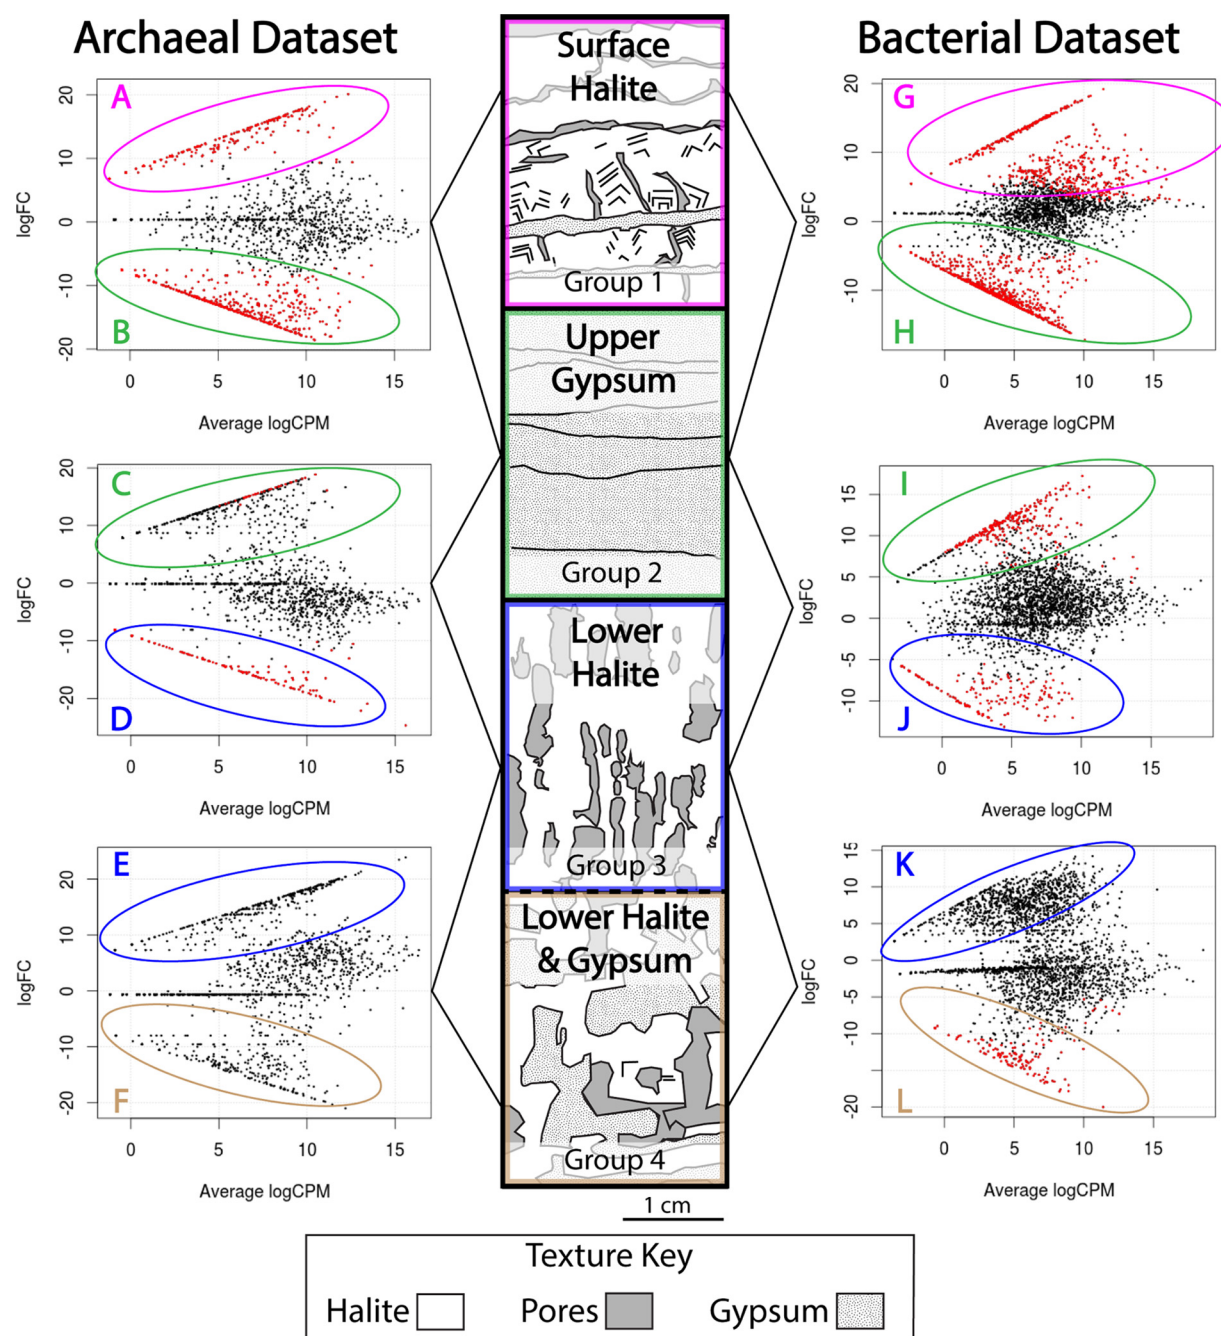 Archaeal Dataset
Bacterial Dataset
A
B
20
10
0
-10
-20
logFC
0 5 10 15
Average logCPM
C
D
20
10
0
-10
-20
logFC
0 5 10 15
Average logCPM
E
F
20
10
0
-10
-20
logFC
0 5 10 15
Average logCPM
Surface
Halite
Group 1
Upper
Gypsum
Group 2
Lower
Halite
Group 3
Lower Halite
& Gypsum
Group 4
1 cm
G
H
20
10
0
-10
logFC
0 5 10 15
Average logCPM
I
J
15
10
5
0
-5
-10
logFC
0 5 10 15
Average logCPM
K
L
15
10
5
0
-5
-10
-20
logFC
0 5 10 15
Average logCPM
Texture Key
Halite
Pores
Gypsum